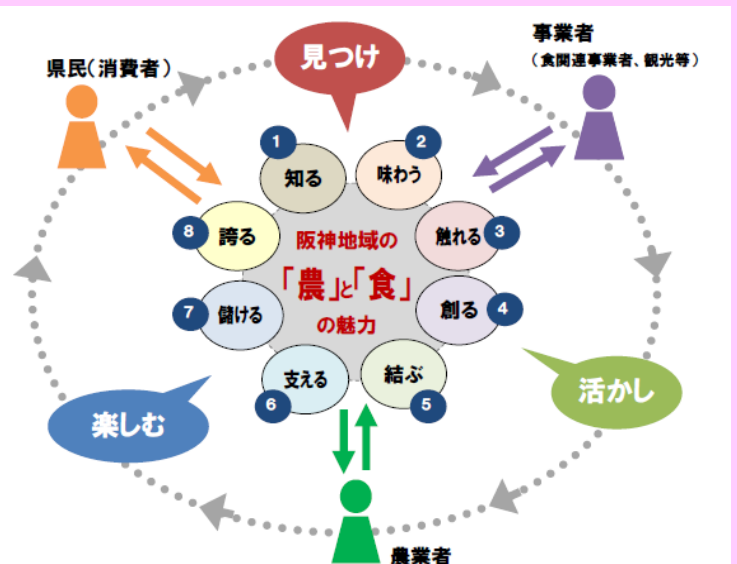 見つけ
県民(消費者)
事業者
(食関連事業者、観光等)
1
知る
2
味わう
8
誇る
触れる
3
阪神地域の
「農」と「食」
の魅力
7
儲ける
創る
4
支える
6
結ぶ
5
楽しむ
活かし
農業者